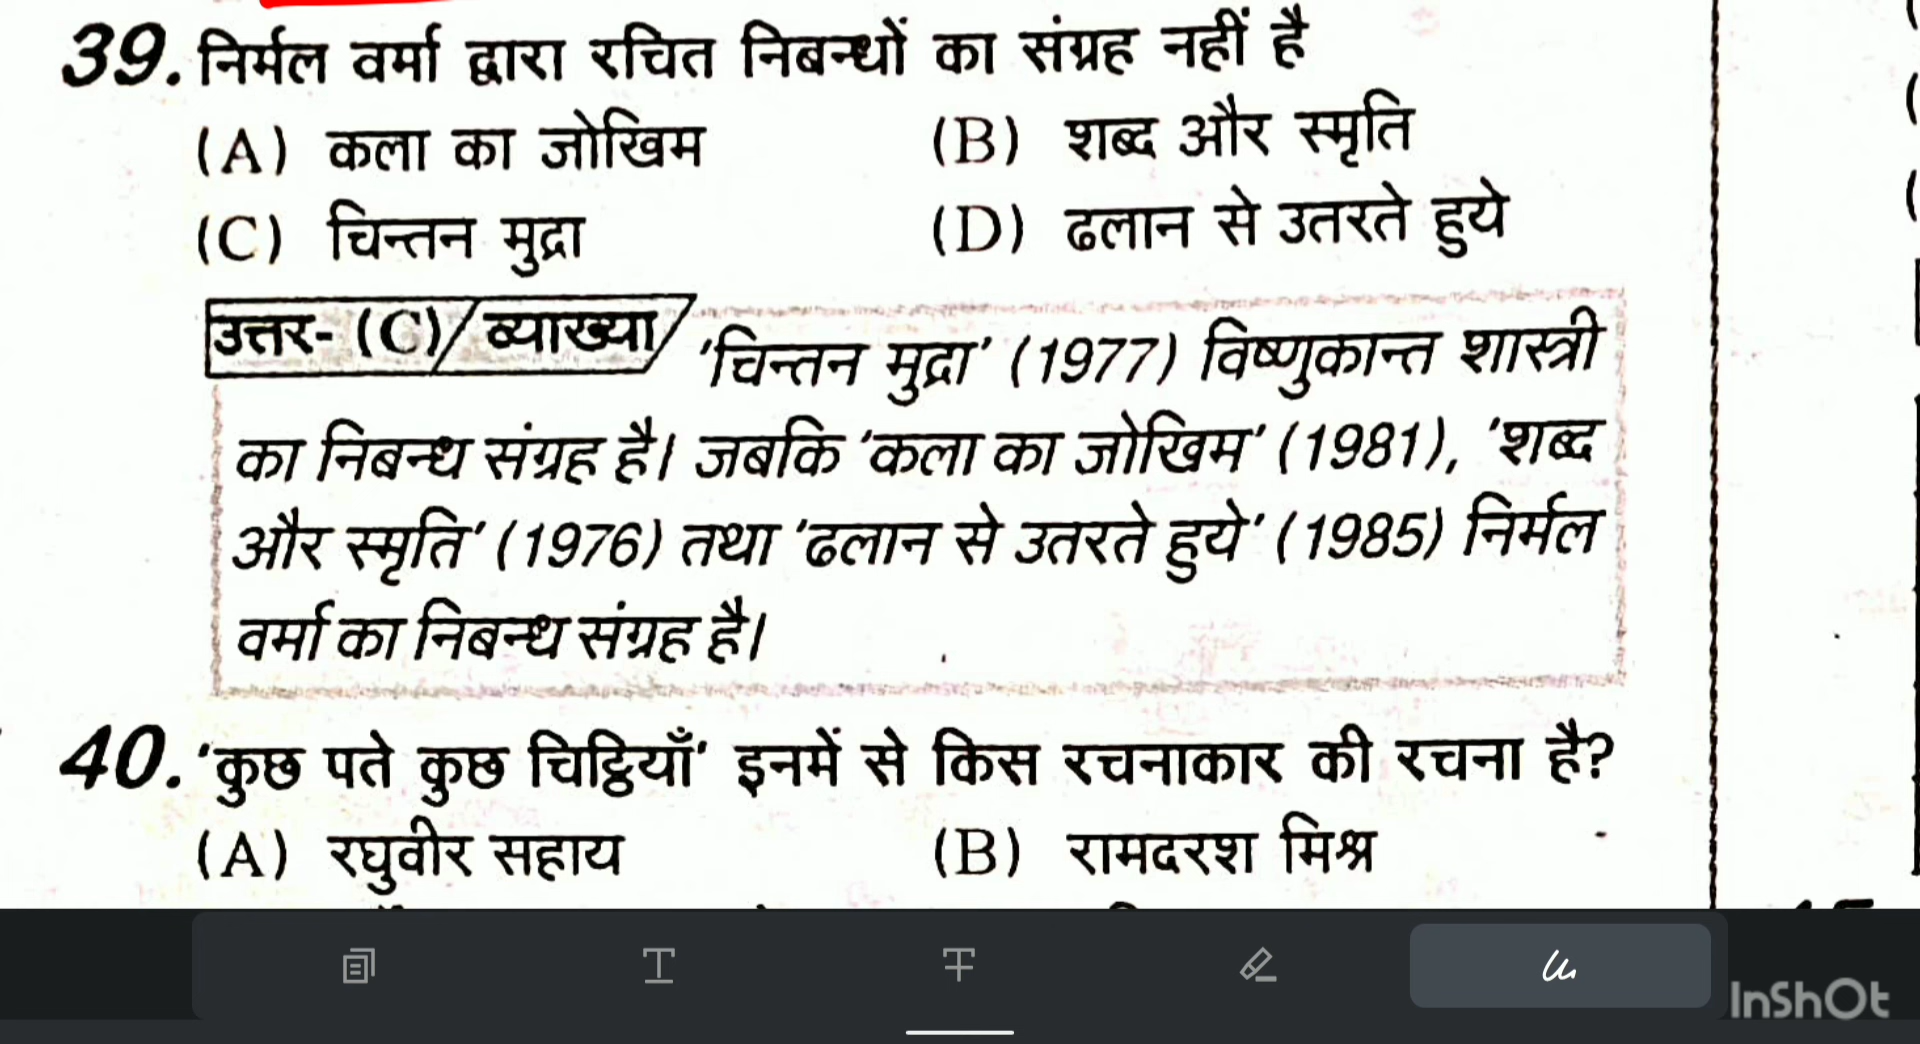 39. निर्मल वर्मा द्वारा रचित निबन्धों का संग्रह नहीं है
(A) कला का जोखिम (B) शब्द और स्मृति
(C) चिन्तन मुद्रा (D) ढलान से उतरते हुये
उत्तर- (C)/ व्याख्या/ 'चिन्तन मुद्रा' (1977) विष्णुकान्त शास्त्री
का निबन्ध संग्रह है। जबकि 'कला का जोखिम' (1981), 'शब्द
और स्मृति' (1976) तथा 'ढलान से उतरते हुये' (1985) निर्मल
वर्मा का निबन्ध संग्रह है।
40. 'कुछ पते कुछ चिट्ठियाँ' इनमें से किस रचनाकार की रचना है?
(A) रघुवीर सहाय (B) रामदरश मिश्र
InShOt